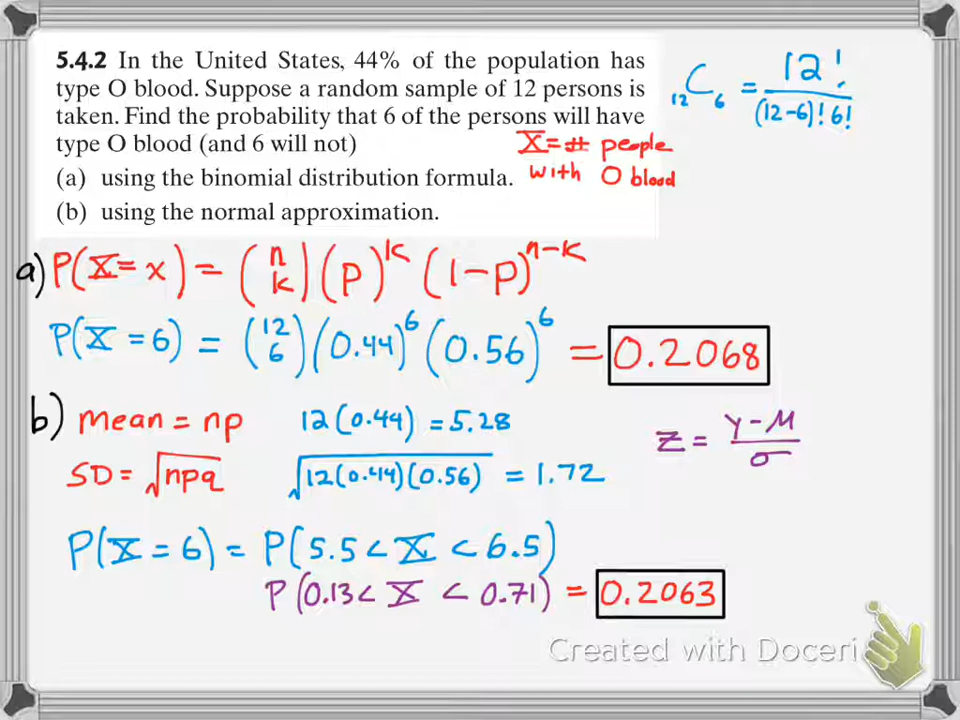 5.4.2 In the United States, 44% of the population has
type O blood. Suppose a random sample of 12 persons is
taken. Find the probability that 6 of the persons will have
type O blood (and 6 will not)
(a) using the binomial distribution formula.
(b) using the normal approximation.
₁₂C₆ = 12! / (12-6)! 6!
X = # people
with O blood
a) P(X = x) = (n k) (p)^k (1-p)^n-k
P(X = 6) = (12 6) (0.44)^6 (0.56)^6 = 0.2068
b) mean = np 12(0.44) = 5.28
Z = Y-M / σ
SD = √npq √12(0.44)(0.56) = 1.72
P(X = 6) = P(5.5 < X < 6.5)
P(0.13 < X < 0.71) = 0.2063
Created with Doceri